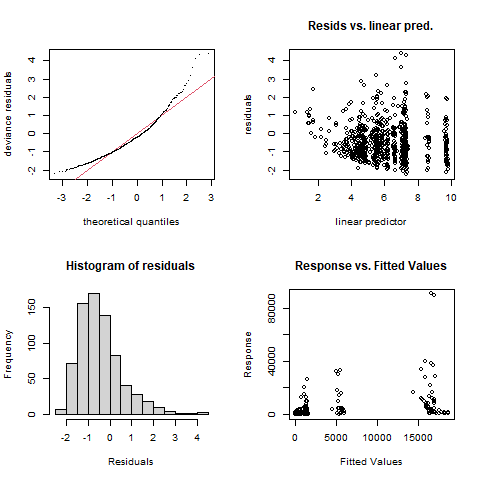 deviance residuals
-2 -1 0 1 2 3 4
-3 -2 -1 0 1 2 3
theoretical quantiles
Resids vs. linear pred.
residuals
-2 -1 0 1 2 3 4
2 4 6 8 10
linear predictor
Histogram of residuals
Frequency
0 50 100 150
-2 -1 0 1 2 3 4
Residuals
Response vs. Fitted Values
Response
0 40000 80000
0 5000 10000 15000
Fitted Values